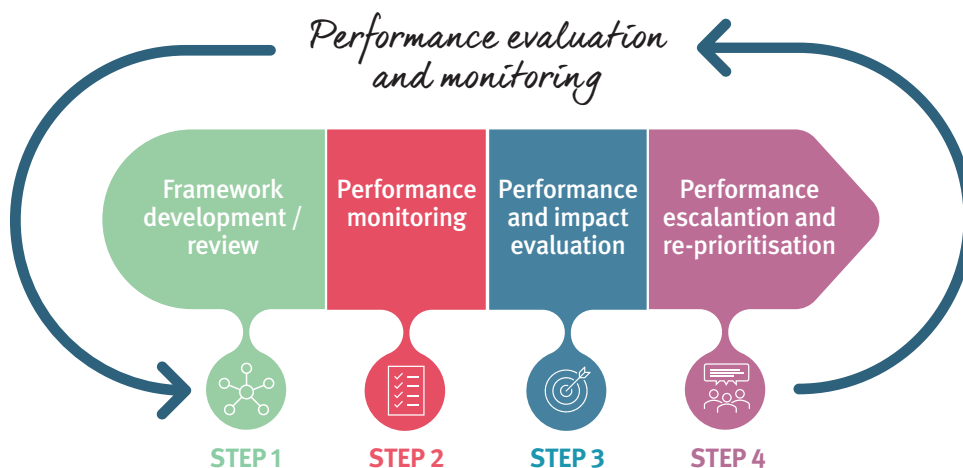 Performance evaluation
and monitoring
Framework
development /
review
Performance
monitoring
Performance
and impact
evaluation
Performance
escalantion and
re-prioritisation
STEP 1
STEP 2
STEP 3
STEP 4